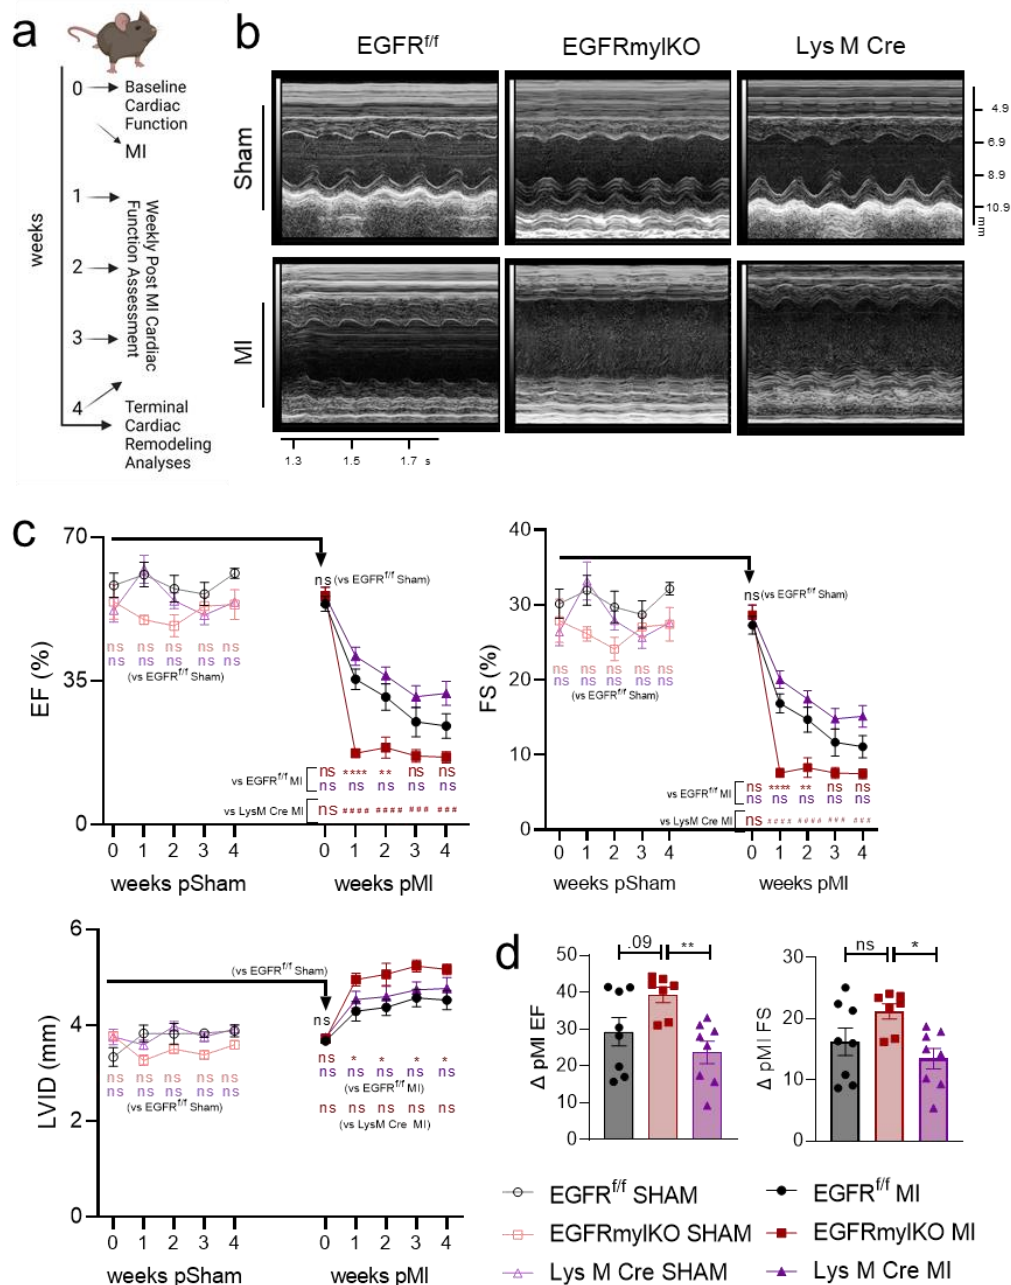 a
weeks
0
Baseline
Cardiac
Function
MI
1
2
3
4
Weekly Post MI Cardiac
Function Assessment
Terminal
Cardiac
Remodeling
Analyses
b
EGFRf/f
EGFRmylKO
Lys M Cre
Sham
MI
4.9
6.9
8.9
10.9
mm
1.3 1.5 1.7 s
c
EF (%)
70
35
0
ns (vs EGFRf/f Sham)
ns ns ns ns ns
ns ns ns ns ns
(vs EGFRf/f Sham)
vs EGFRf/f MI
ns **** ** ns ns
ns ns ns ns ns
vs LysM Cre MI
ns #### #### ### ###
0 1 2 3 4
0 1 2 3 4
weeks pSham
weeks pMI
FS (%)
40
30
20
10
0
ns (vs EGFRf/f Sham)
ns ns ns ns ns
ns ns ns ns ns
(vs EGFRf/f Sham)
vs EGFRf/f MI
ns **** ** ns ns
ns ns ns ns ns
vs LysM Cre MI
ns #### #### ### ###
0 1 2 3 4
0 1 2 3 4
weeks pSham
weeks pMI
LVID (mm)
6
4
2
0
(vs EGFRf/f Sham)
ns
ns ns ns ns ns
ns ns ns ns ns
(vs EGFRf/f Sham)
ns * * * *
ns ns ns ns ns
(vs EGFRf/f MI)
ns ns ns ns ns
(vs LysM Cre MI)
0 1 2 3 4
0 1 2 3 4
weeks pSham
weeks pMI
d
Δ pMI EF
50
40
30
20
10
0
.09
**
Δ pMI FS
30
20
10
0
ns
*
EGFRf/f SHAM
EGFRf/f MI
EGFRmylKO SHAM
EGFRmylKO MI
Lys M Cre SHAM
Lys M Cre MI